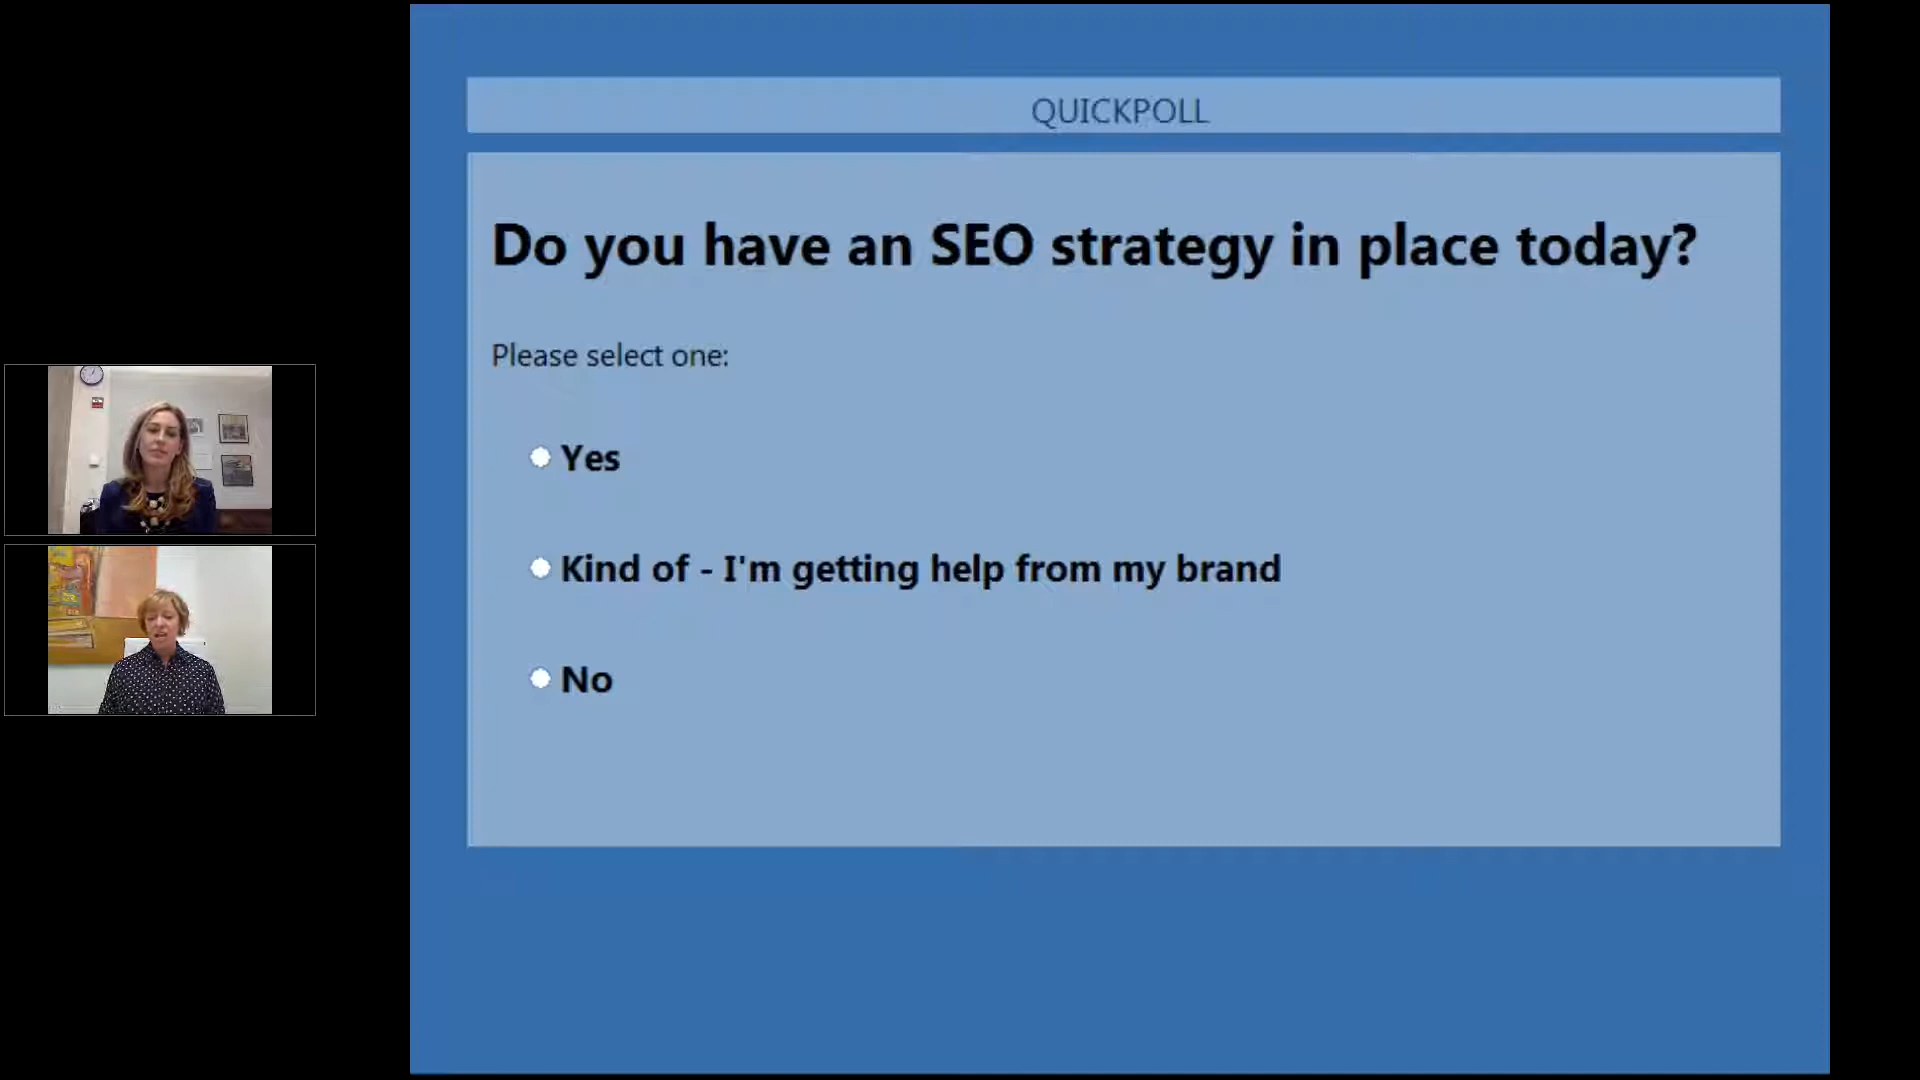 QUICKPOLL
Do you have an SEO strategy in place today?
Please select one:
Yes
Kind of - I'm getting help from my brand
No